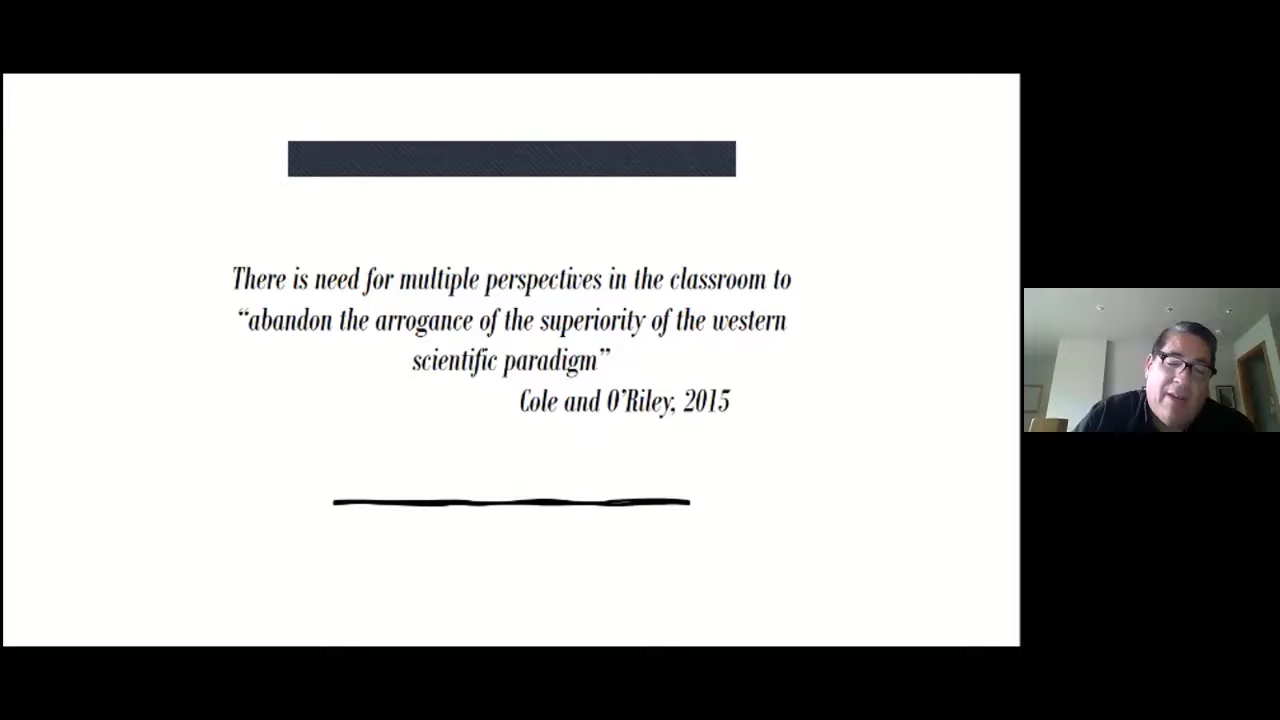 There is need for multiple perspectives in the classroom to
“abandon the arrogance of the superiority of the western
scientific paradigm”
Cole and O’Riley, 2015